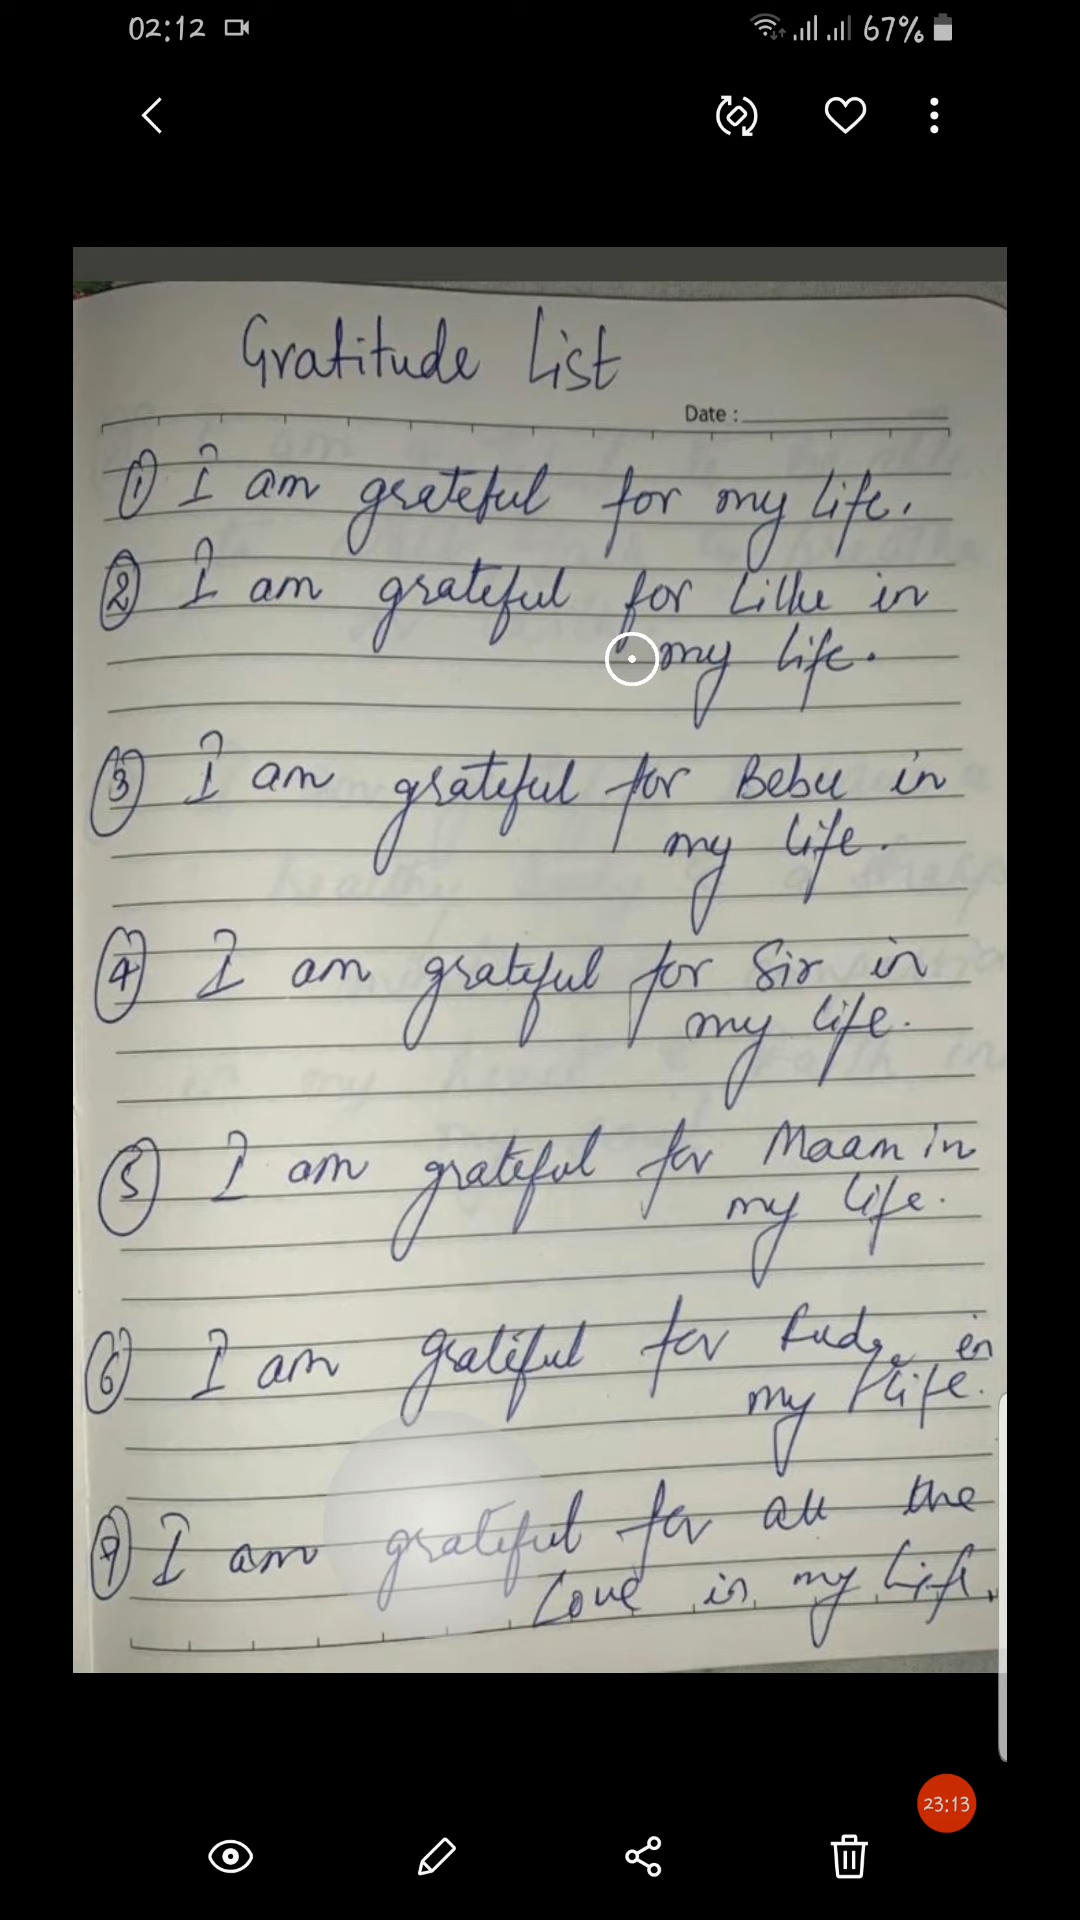 02:12
67%
Gratitude List
Date :
① I am grateful for my life.
② I am grateful for Lillie in
my life.
③ I am grateful for Bebu in
my life.
④ I am grateful for Sir in
my life.
⑤ I am grateful for Maam in
my life.
⑥ I am grateful for in
my life.
⑦ I am grateful for all the
Love in my Life.
23:13